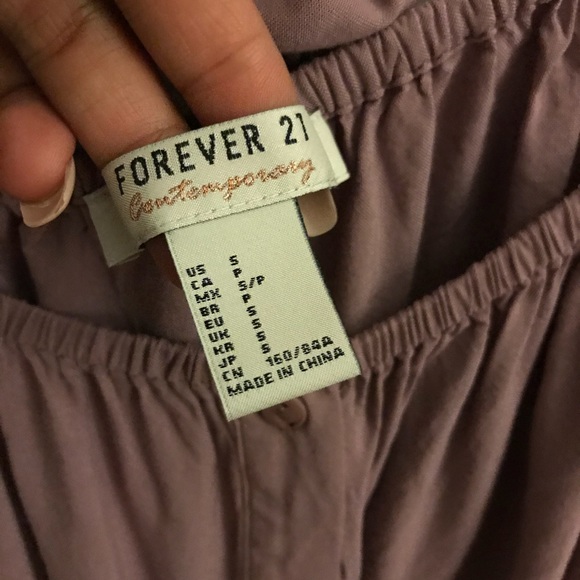 FOREVER 21
Contemporary
US S
CA P
MX S/P
BR P
EU S
UK S
KR S
JP S
CN 160/84A
MADE IN CHINA